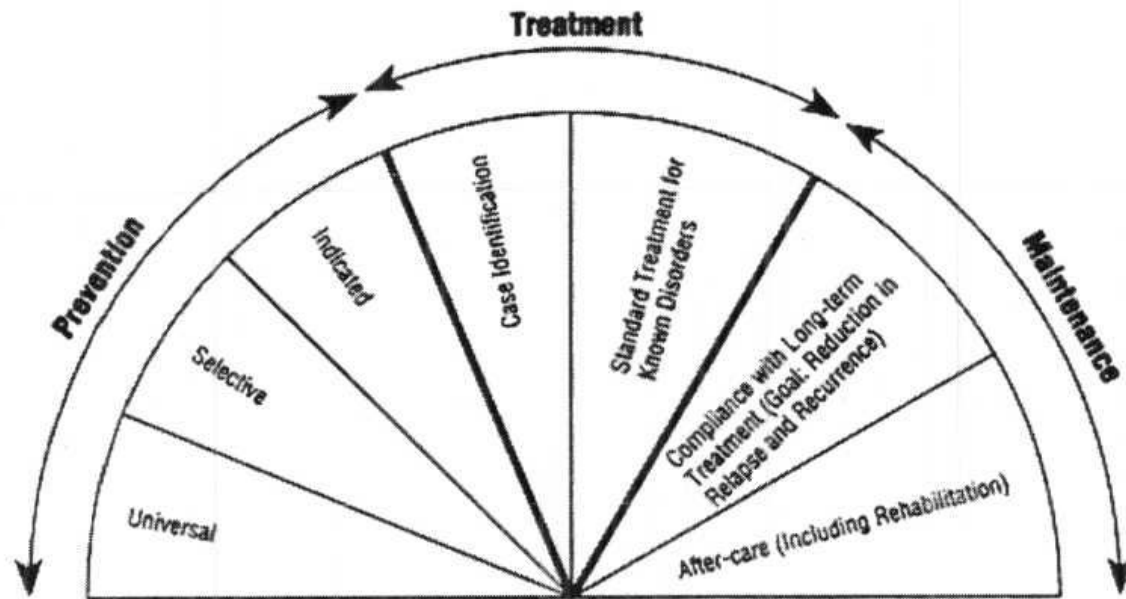 Treatment
Prevention
Maintenance
Universal
Selective
Indicated
Case Identification
Standard Treatment for
Known Disorders
Compliance with Long-term
Treatment (Goal: Reduction in
Relapse and Recurrence)
After-care (Including Rehabilitation)